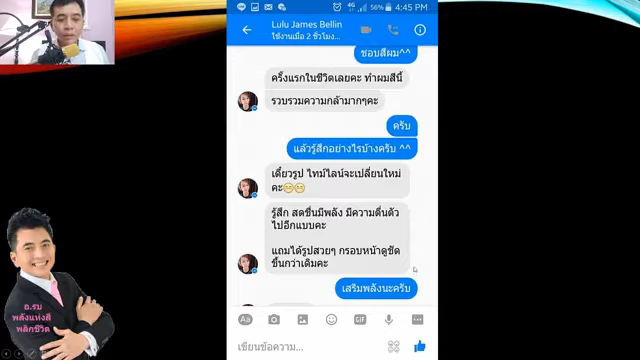 4G
56%
4:45 PM
Lulu James Bellin
ใช้งานเมื่อ 2 ชั่วโมง...
ชอบสีผม^^
ครั้งแรกในชีวิตเลยคะ ทำผมสีนี้
รวบรวมความกล้ามากๆคะ
ครับ
แล้วรู้สึกอย่างไรบ้างครับ ^^
เดี๋ยวรูป ไทม์ไลน์จะเปลี่ยนใหม่
คะ😁😁
รู้สึก สดชื่นมีพลัง มีความตื่นตัว
ไปอีกแบบคะ
แถมได้รูปสวยๆ กรอบหน้าดูชัด
ขึ้นกว่าเดิมคะ
เสริมพลังนะครับ
Aa
GIF
เขียนข้อความ...
อ.รบ
พลังแห่งสี
พลิกชีวิต